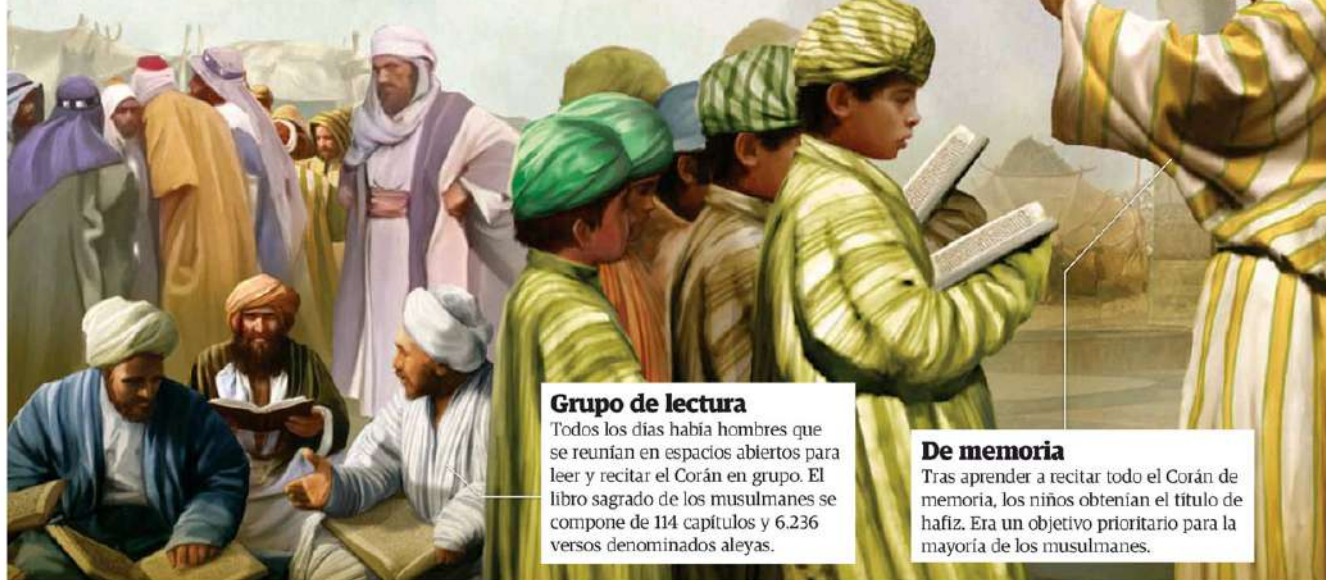 Grupo de lectura
Todos los días había hombres que
se reunían en espacios abiertos para
leer y recitar el Corán en grupo. El
libro sagrado de los musulmanes se
compone de 114 capítulos y 6.236
versos denominados aleyas.
De memoria
Tras aprender a recitar todo el Corán de
memoria, los niños obtenían el título de
hafiz. Era un objetivo prioritario para la
mayoría de los musulmanes.